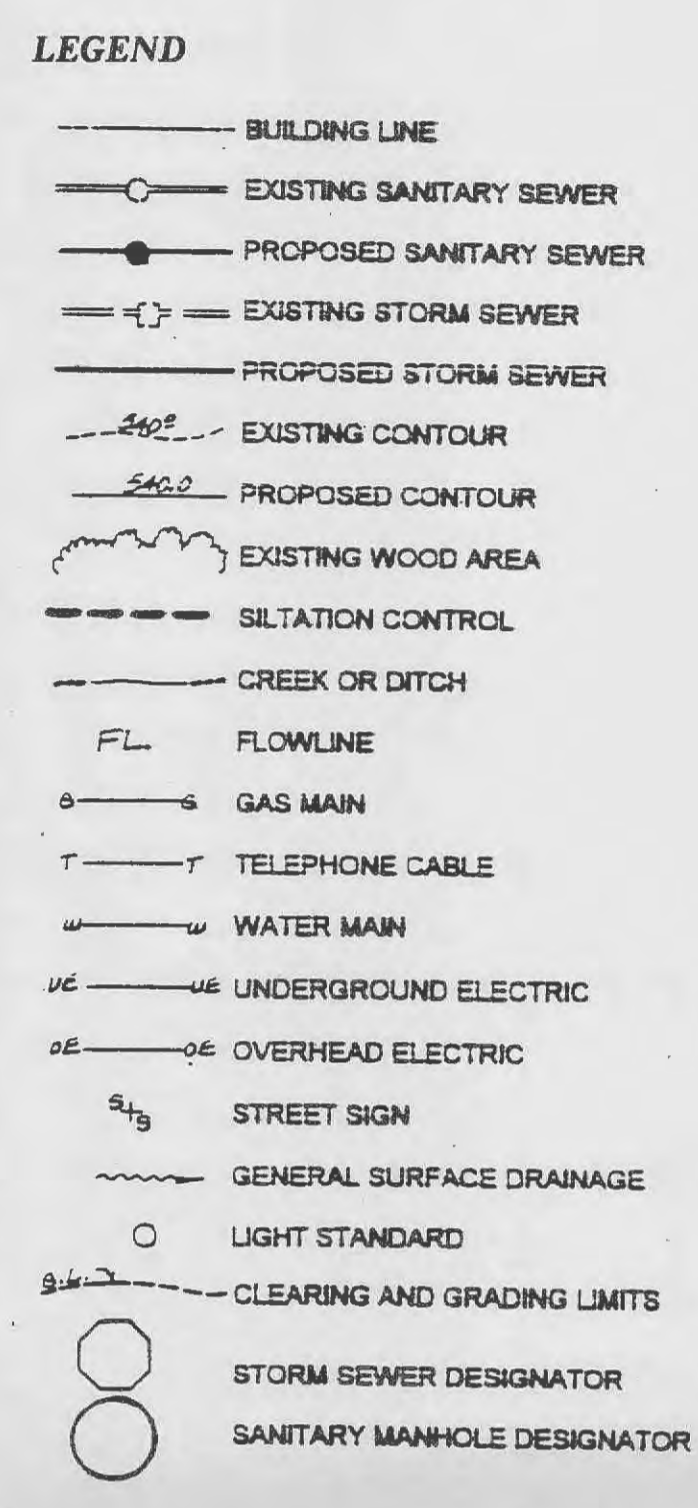 LEGEND
BUILDING LINE
EXISTING SANITARY SEWER
PROPOSED SANITARY SEWER
EXISTING STORM SEWER
PROPOSED STORM SEWER
EXISTING CONTOUR
540.0 PROPOSED CONTOUR
EXISTING WOOD AREA
SILTATION CONTROL
CREEK OR DITCH
FL. FLOWLINE
G GAS MAIN
T T TELEPHONE CABLE
W W WATER MAIN
UE UE UNDERGROUND ELECTRIC
OE OE OVERHEAD ELECTRIC
S S STREET SIGN
GENERAL SURFACE DRAINAGE
LIGHT STANDARD
CLEARING AND GRADING LIMITS
STORM SEWER DESIGNATOR
SANITARY MANHOLE DESIGNATOR